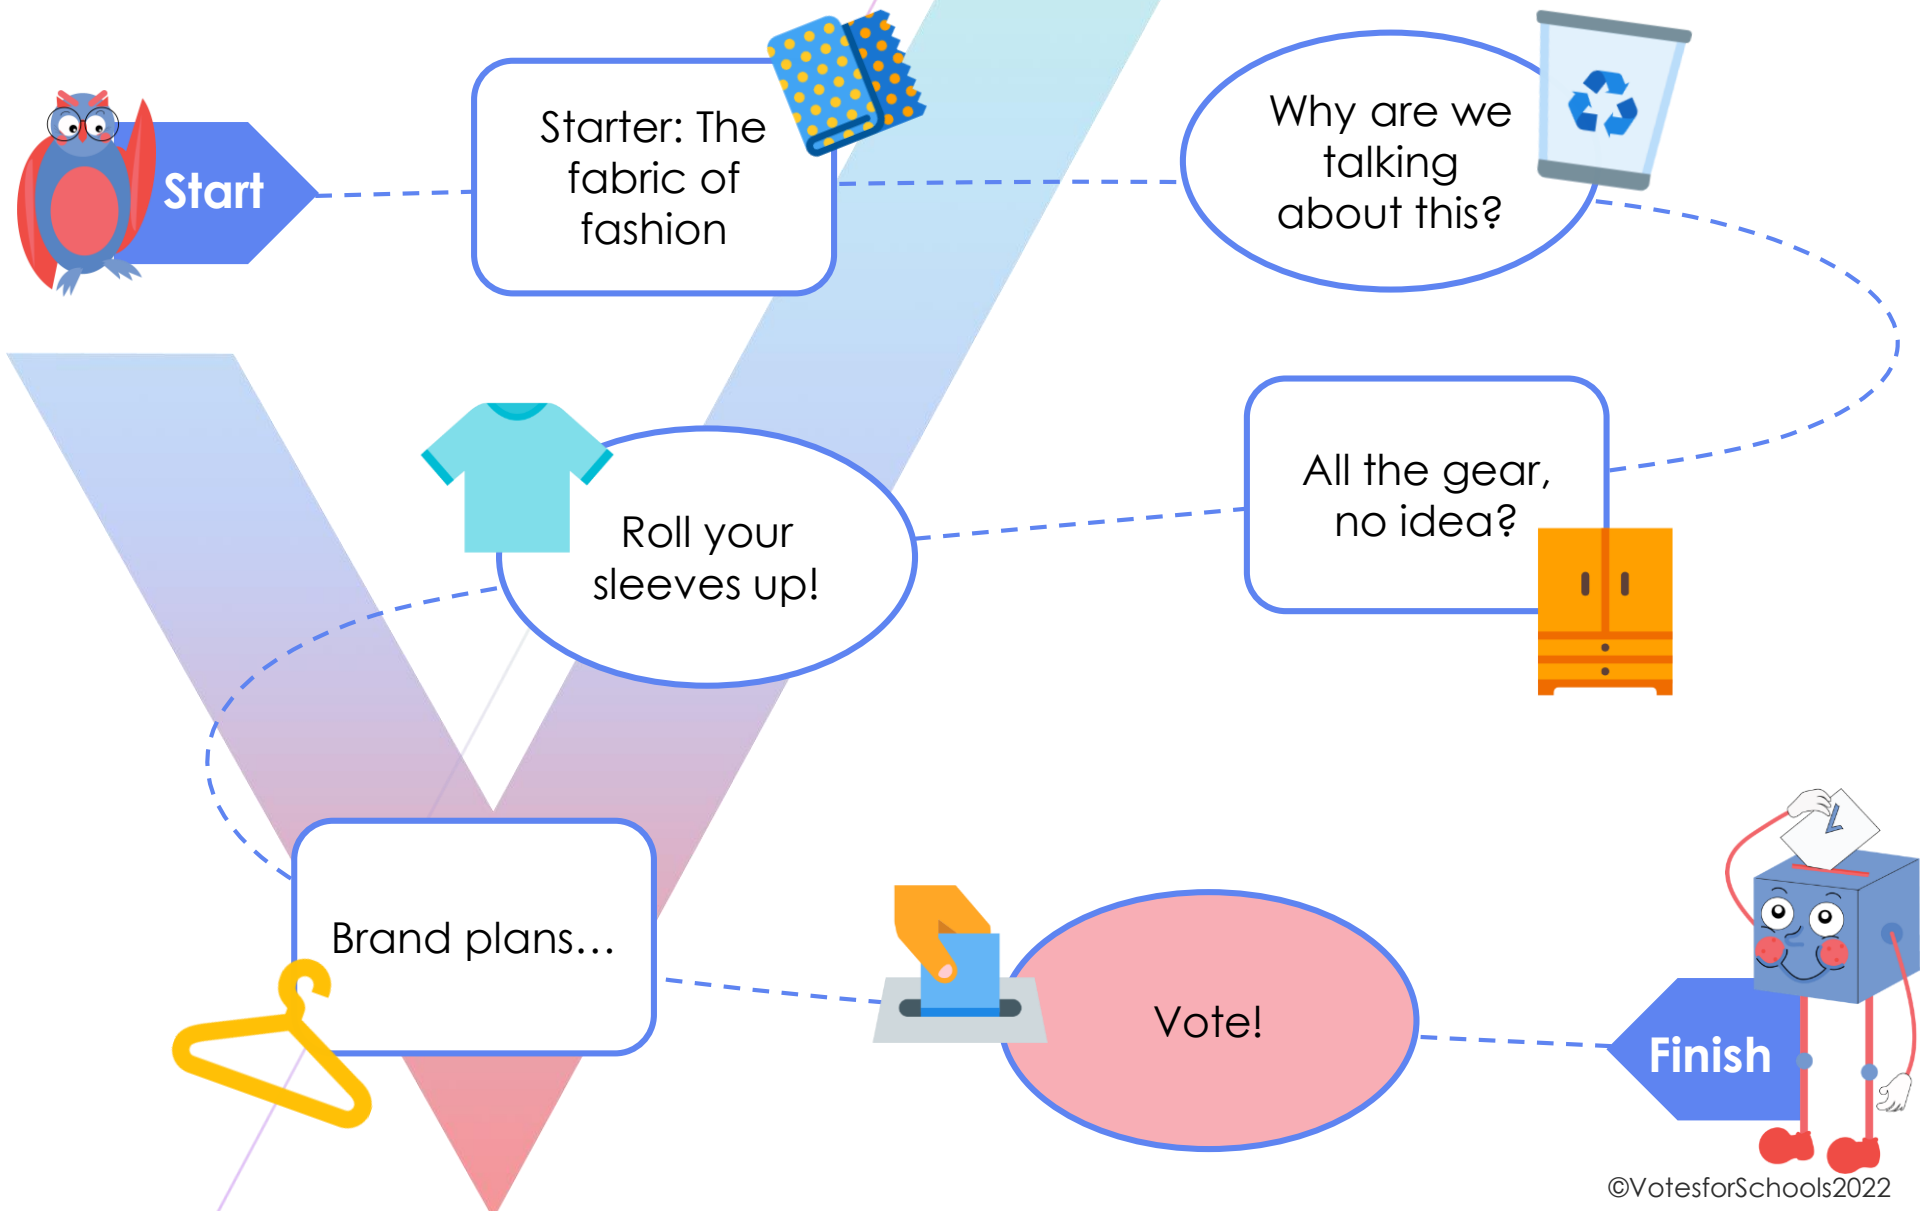 Start
Starter: The
fabric of
fashion
Why are we
talking
about this?
All the gear,
no idea?
Roll your
sleeves up!
Brand plans...
Vote!
Finish
©VotesforSchools2022